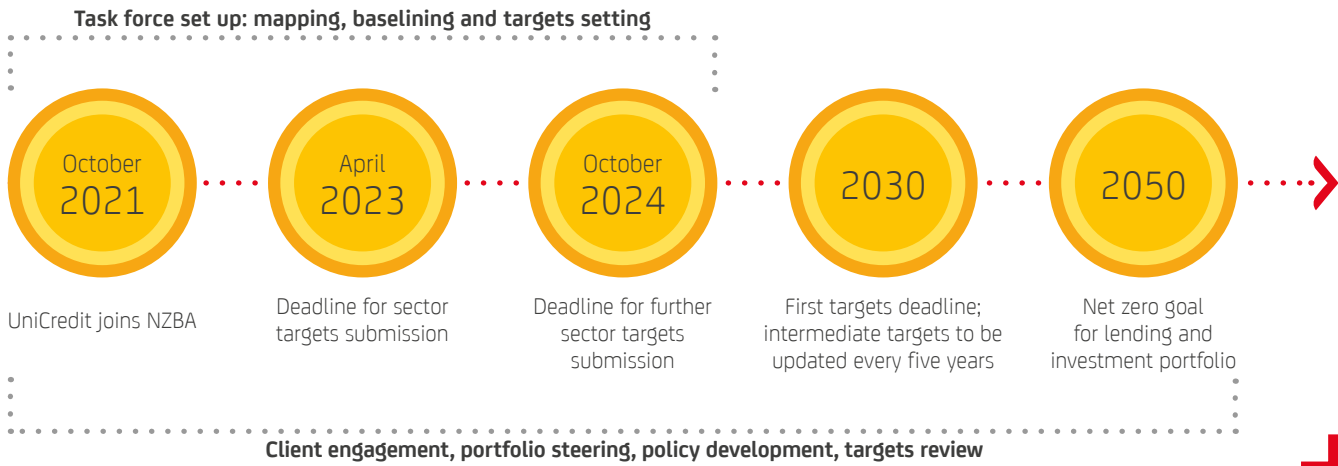 Task force set up: mapping, baselining and targets setting
October
2021
April
2023
October
2024
2030
2050
UniCredit joins NZBA
Deadline for sector
targets submission
Deadline for further
sector targets
submission
First targets deadline;
intermediate targets to be
updated every five years
Net zero goal
for lending and
investment portfolio
Client engagement, portfolio steering, policy development, targets review